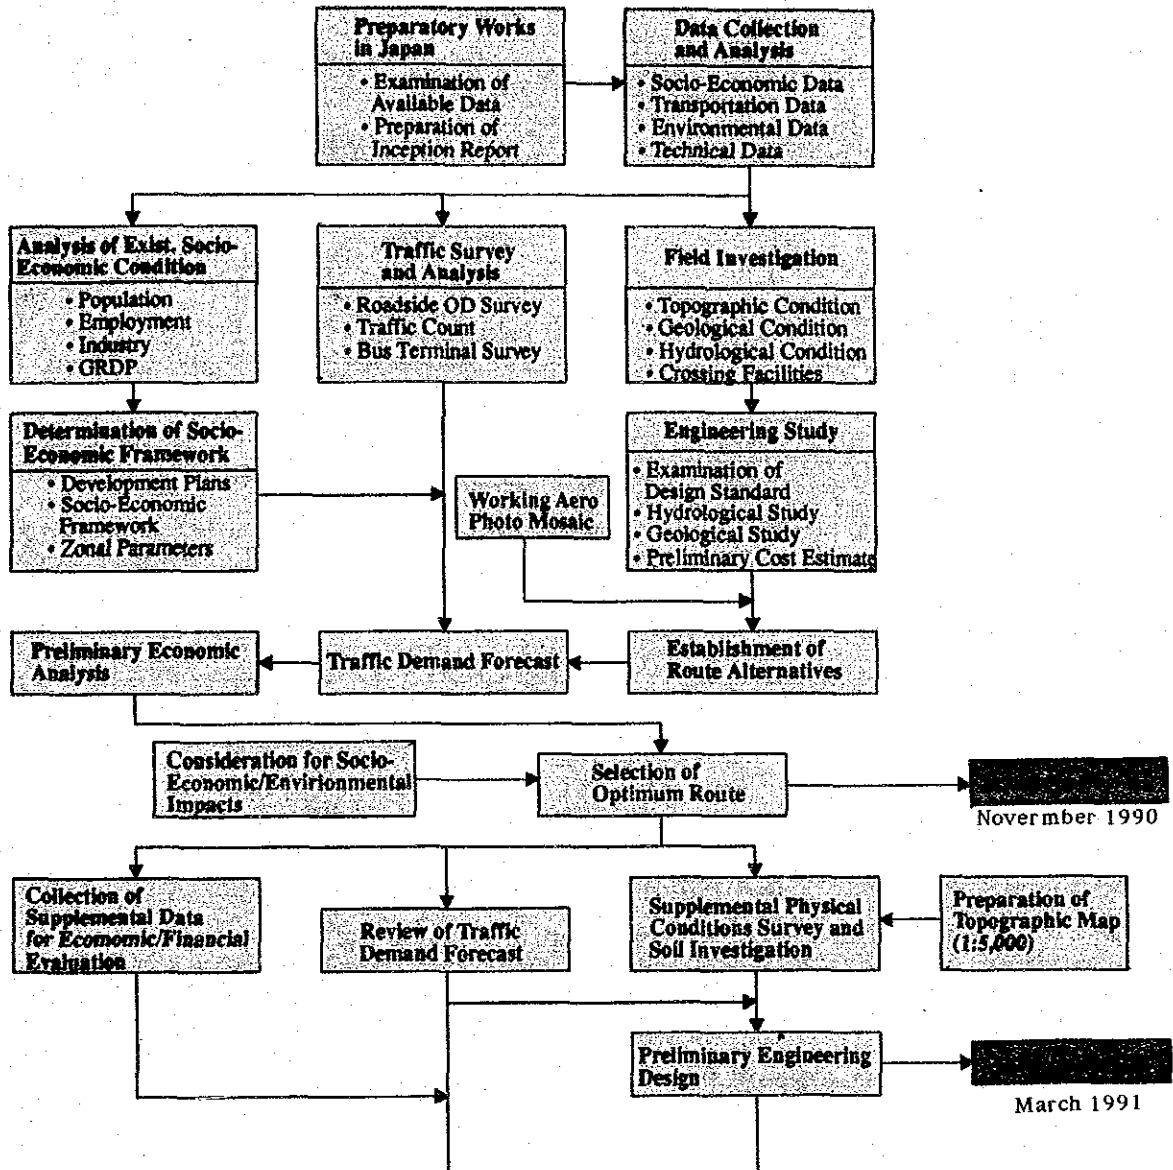 Preparatory Works
in Japan
• Examination of
Available Data
• Preparation of
Inception Report
Data Collection
and Analysis
• Socio-Economic Data
• Transportation Data
• Environmental Data
• Technical Data
Analysis of Exist. Socio-
Economic Condition
• Population
• Employment
• Industry
• GRDP
Traffic Survey
and Analysis
• Roadside OD Survey
• Traffic Count
• Bus Terminal Survey
Field Investigation
• Topographic Condition
• Geological Condition
• Hydrological Condition
• Crossing Facilities
Determination of Socio-
Economic Framework
• Development Plans
• Socio-Economic
Framework
• Zonal Parameters
Working Aero
Photo Mosaic
Engineering Study
• Examination of
Design Standard
• Hydrological Study
• Geological Study
• Preliminary Cost Estimate
Preliminary Economic
Analysis
Traffic Demand Forecast
Establishment of
Route Alternatives
Consideration for Socio-
Economic/Envirionmental
Impacts
Selection of
Optimum Route
Novermber 1990
Collection of
Supplemental Data
for Economic/Financial
Evaluation
Review of Traffic
Demand Forecast
Supplemental Physical
Conditions Survey and
Soil Investigation
Preparation of
Topographic Map
(1:5,000)
Preliminary Engineering
Design
March 1991